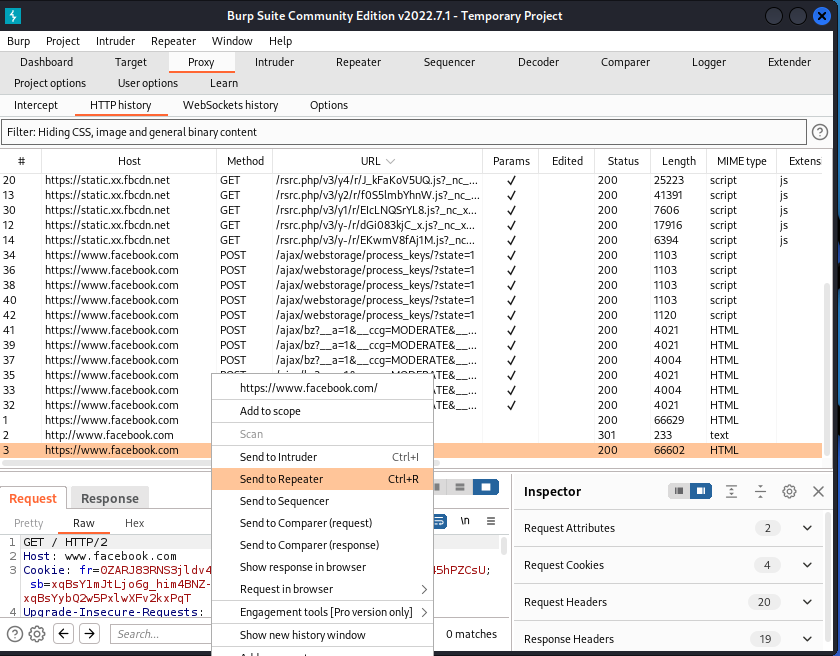 Burp Suite Community Edition v2022.7.1 - Temporary Project
Burp Project Intruder Repeater Window Help
Dashboard Target Proxy Intruder Repeater Sequencer Decoder Comparer Logger Extender
Project options User options Learn
Intercept HTTP history WebSockets history Options
Filter: Hiding CSS, image and general binary content
# Host Method URL Params Edited Status Length MIME type Extens
20 https://static.xx.fbcdn.net GET /rsrc.php/v3/y4/r/J_kFaKoV5UQ.js?_nc_... ✓ 200 25223 script js
13 https://static.xx.fbcdn.net GET /rsrc.php/v3/y2/r/f0S5lmbYhnW.js?_nc_... ✓ 200 41391 script js
30 https://static.xx.fbcdn.net GET /rsrc.php/v3/y1/r/EIcLNQSrYL8.js?_nc_x... ✓ 200 7606 script js
12 https://static.xx.fbcdn.net GET /rsrc.php/v3/y-/r/dGi083kjC_x.js?_nc_x... ✓ 200 17916 script js
14 https://static.xx.fbcdn.net GET /rsrc.php/v3/y-/r/EKwmV8fAj1M.js?_nc... ✓ 200 6394 script js
34 https://www.facebook.com POST /ajax/webstorage/process_keys/?state=1 ✓ 200 1103 script
36 https://www.facebook.com POST /ajax/webstorage/process_keys/?state=1 ✓ 200 1103 script
38 https://www.facebook.com POST /ajax/webstorage/process_keys/?state=1 ✓ 200 1103 script
40 https://www.facebook.com POST /ajax/webstorage/process_keys/?state=1 ✓ 200 1103 script
42 https://www.facebook.com POST /ajax/webstorage/process_keys/?state=1 ✓ 200 1120 script
41 https://www.facebook.com POST /ajax/bz?__a=1&__ccg=MODERATE&__... ✓ 200 4021 HTML
39 https://www.facebook.com POST /ajax/bz?__a=1&__ccg=MODERATE&__... ✓ 200 4021 HTML
37 https://www.facebook.com POST /ajax/bz?__a=1&__ccg=MODERATE&__... ✓ 200 4004 HTML
35 https://www.facebook.com ATE&__... ✓ 200 4021 HTML
33 https://www.facebook.com ATE&__... ✓ 200 4004 HTML
32 https://www.facebook.com ATE&__... ✓ 200 4021 HTML
1 https://www.facebook.com 200 66629 HTML
2 http://www.facebook.com 301 233 text
3 https://www.facebook.com 200 66602 HTML
https://www.facebook.com/
Add to scope
Scan
Send to Intruder Ctrl+I
Send to Repeater Ctrl+R
Send to Sequencer
Send to Comparer (request)
Send to Comparer (response)
Show response in browser
Request in browser
Engagement tools [Pro version only]
Show new history window
Request Response
Pretty Raw Hex \n
1 GET / HTTP/2
2 Host: www.facebook.com
3 Cookie: fr=0ZARJ83RNS3jldv4 45hPZCsU;
sb=xqBsY1mJtLjo6g_him4BNZ-
xqBsYybQ2w5PxlwXFv2kxPqT
4 Upgrade-Insecure-Requests:
Search... 0 matches
Inspector
Request Attributes 2
Request Cookies 4
Request Headers 20
Response Headers 19